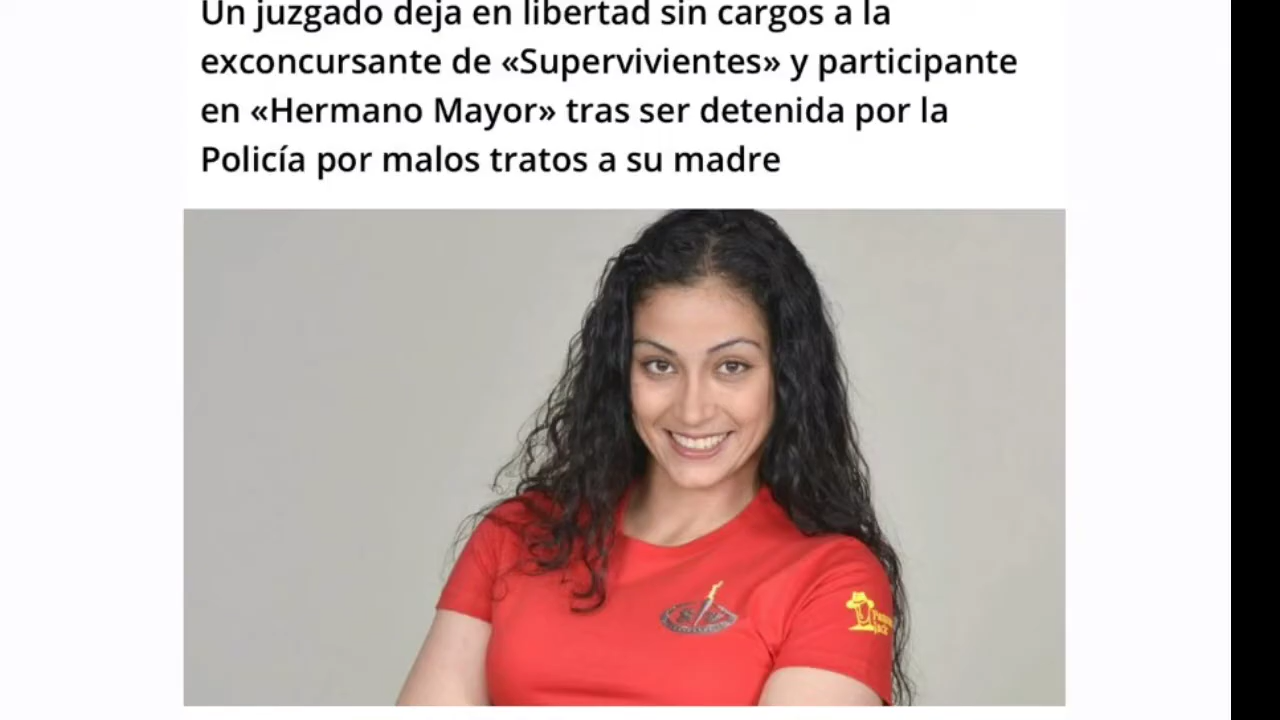 Un juzgado deja en libertad sin cargos a la
exconcursante de «Supervivientes» y participante
en «Hermano Mayor» tras ser detenida por la
Policía por malos tratos a su madre